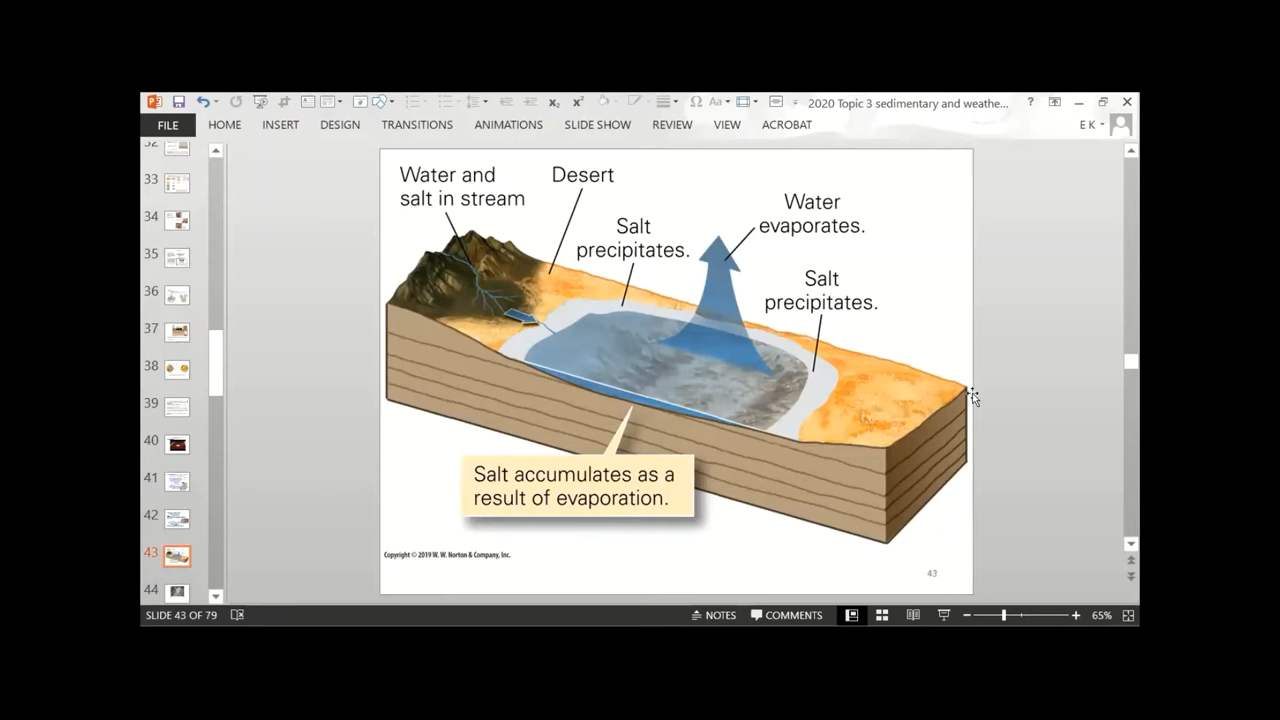 2020 Topic 3 sedimentary and weathe...
?
FILE
HOME
INSERT
DESIGN
TRANSITIONS
ANIMATIONS
SLIDE SHOW
REVIEW
VIEW
ACROBAT
E K
33
34
35
36
37
38
39
40
41
42
43
44
Water and
salt in stream
Desert
Salt
precipitates.
Water
evaporates.
Salt
precipitates.
Salt accumulates as a
result of evaporation.
Copyright © 2019 W. W. Norton & Company, Inc.
43
SLIDE 43 OF 79
NOTES
COMMENTS
65%